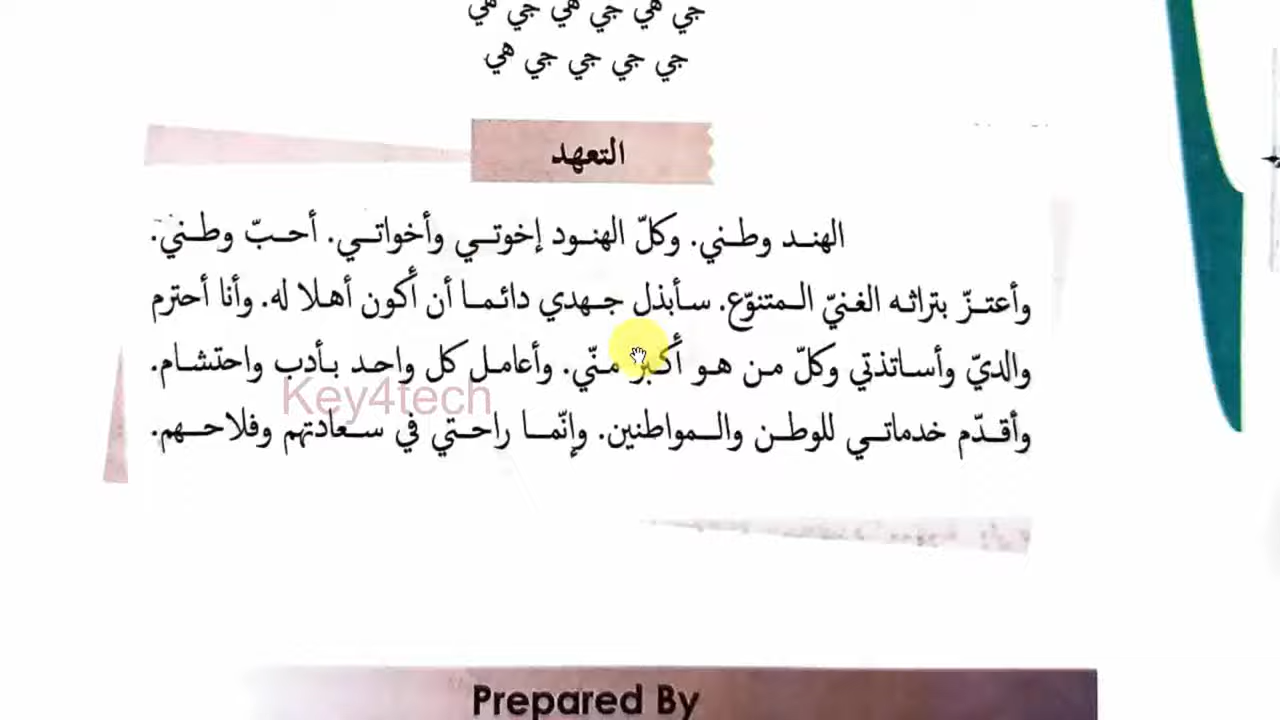 جي هي جي هي جي هي
جي جي جي جي هي
التعهد
الهند وطني. وكلّ الهنود إخوتي وأخواتي. أحبّ وطني.
وأعتزّ بتراثه الغنيّ المتنوّع. سأبذل جهدي دائما أن أكون أهلا له. وأنا أحترم
والديّ وأساتذتي وكلّ من هو أكبر منّي. وأعامل كل واحد بأدب واحتشام.
Key4tech
وأقدّم خدماتي للوطن والمواطنين. وإنّما راحتي في سعادتهم وفلاحهم.
Prepared By